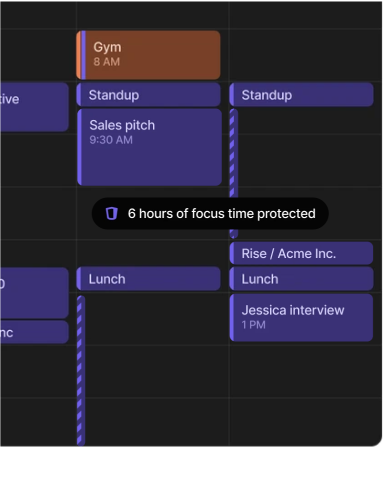 Gym
8 AM
tive
Standup
Standup
Sales pitch
9:30 AM
6 hours of focus time protected
Rise / Acme Inc.
0
Lunch
Lunch
Jessica interview
1 PM
nc